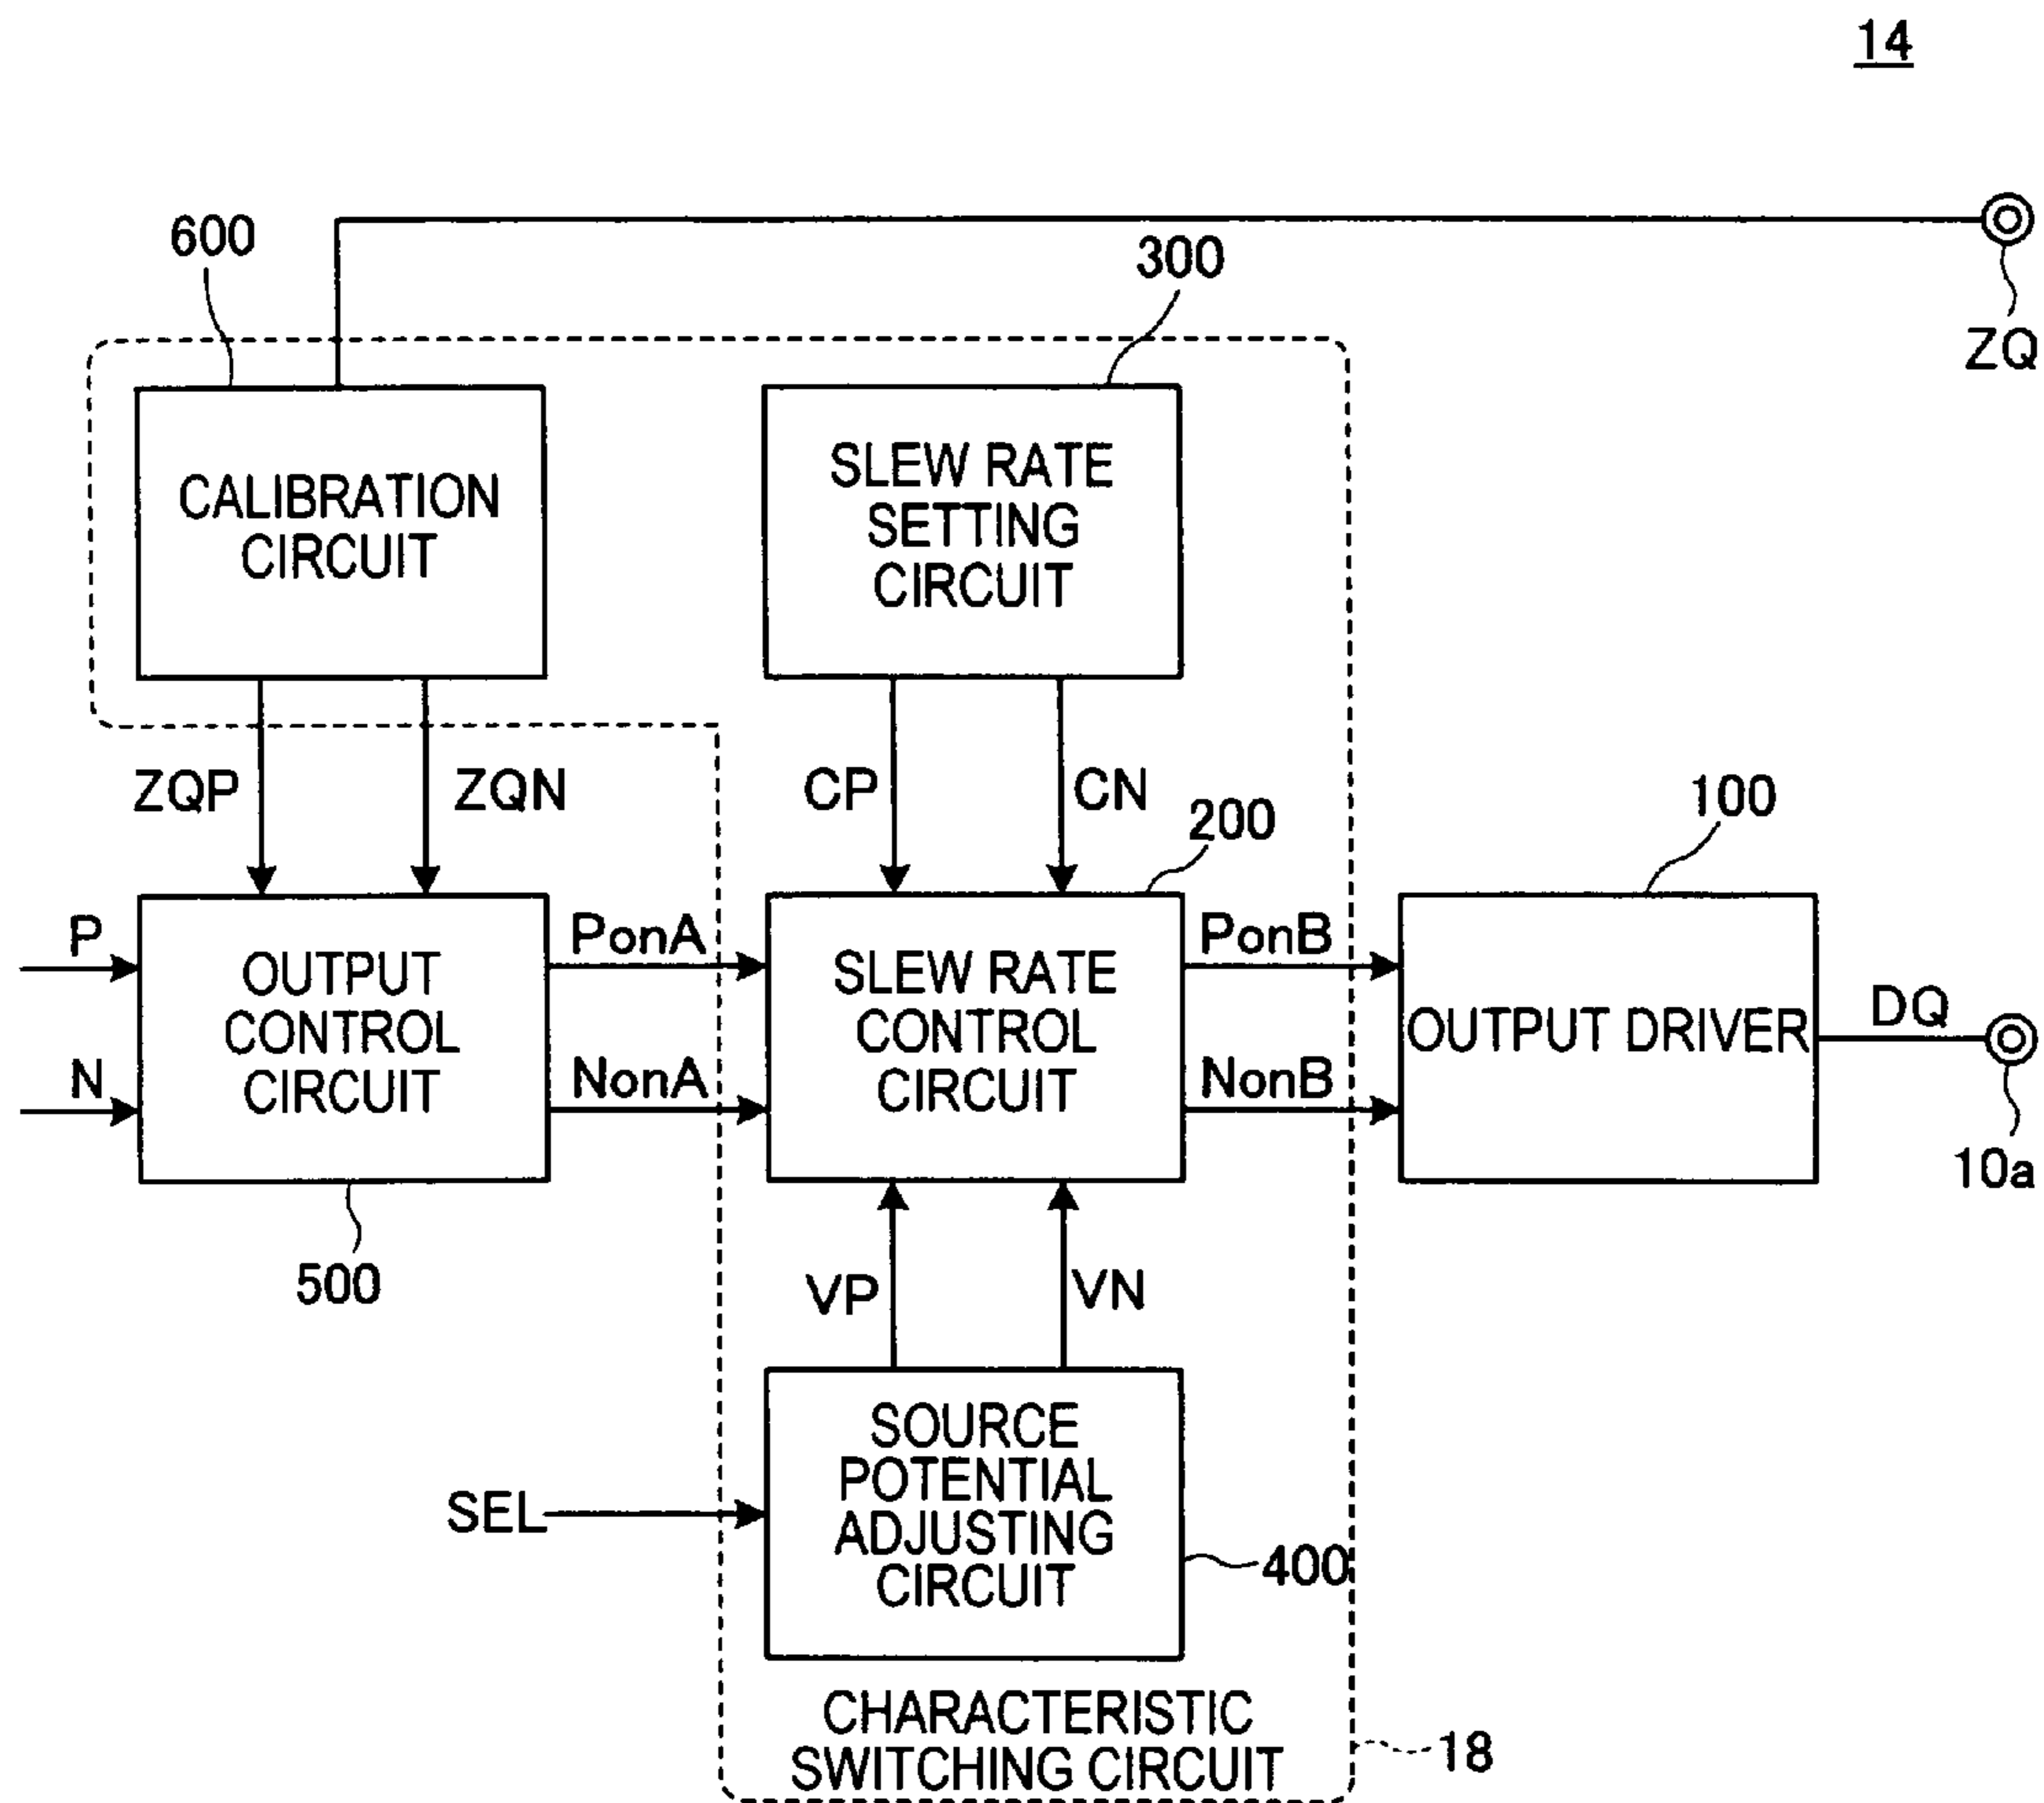 14
600
300
ZQ
CALIBRATION
CIRCUIT
SLEW RATE
SETTING
CIRCUIT
ZQP
ZQN
CP
CN
200
100
P
N
OUTPUT
CONTROL
CIRCUIT
PonA
NonA
SLEW RATE
CONTROL
CIRCUIT
PonB
NonB
OUTPUT DRIVER
DQ
10a
500
VP
VN
SEL
SOURCE
POTENTIAL
ADJUSTING
CIRCUIT
400
CHARACTERISTIC
SWITCHING CIRCUIT
18